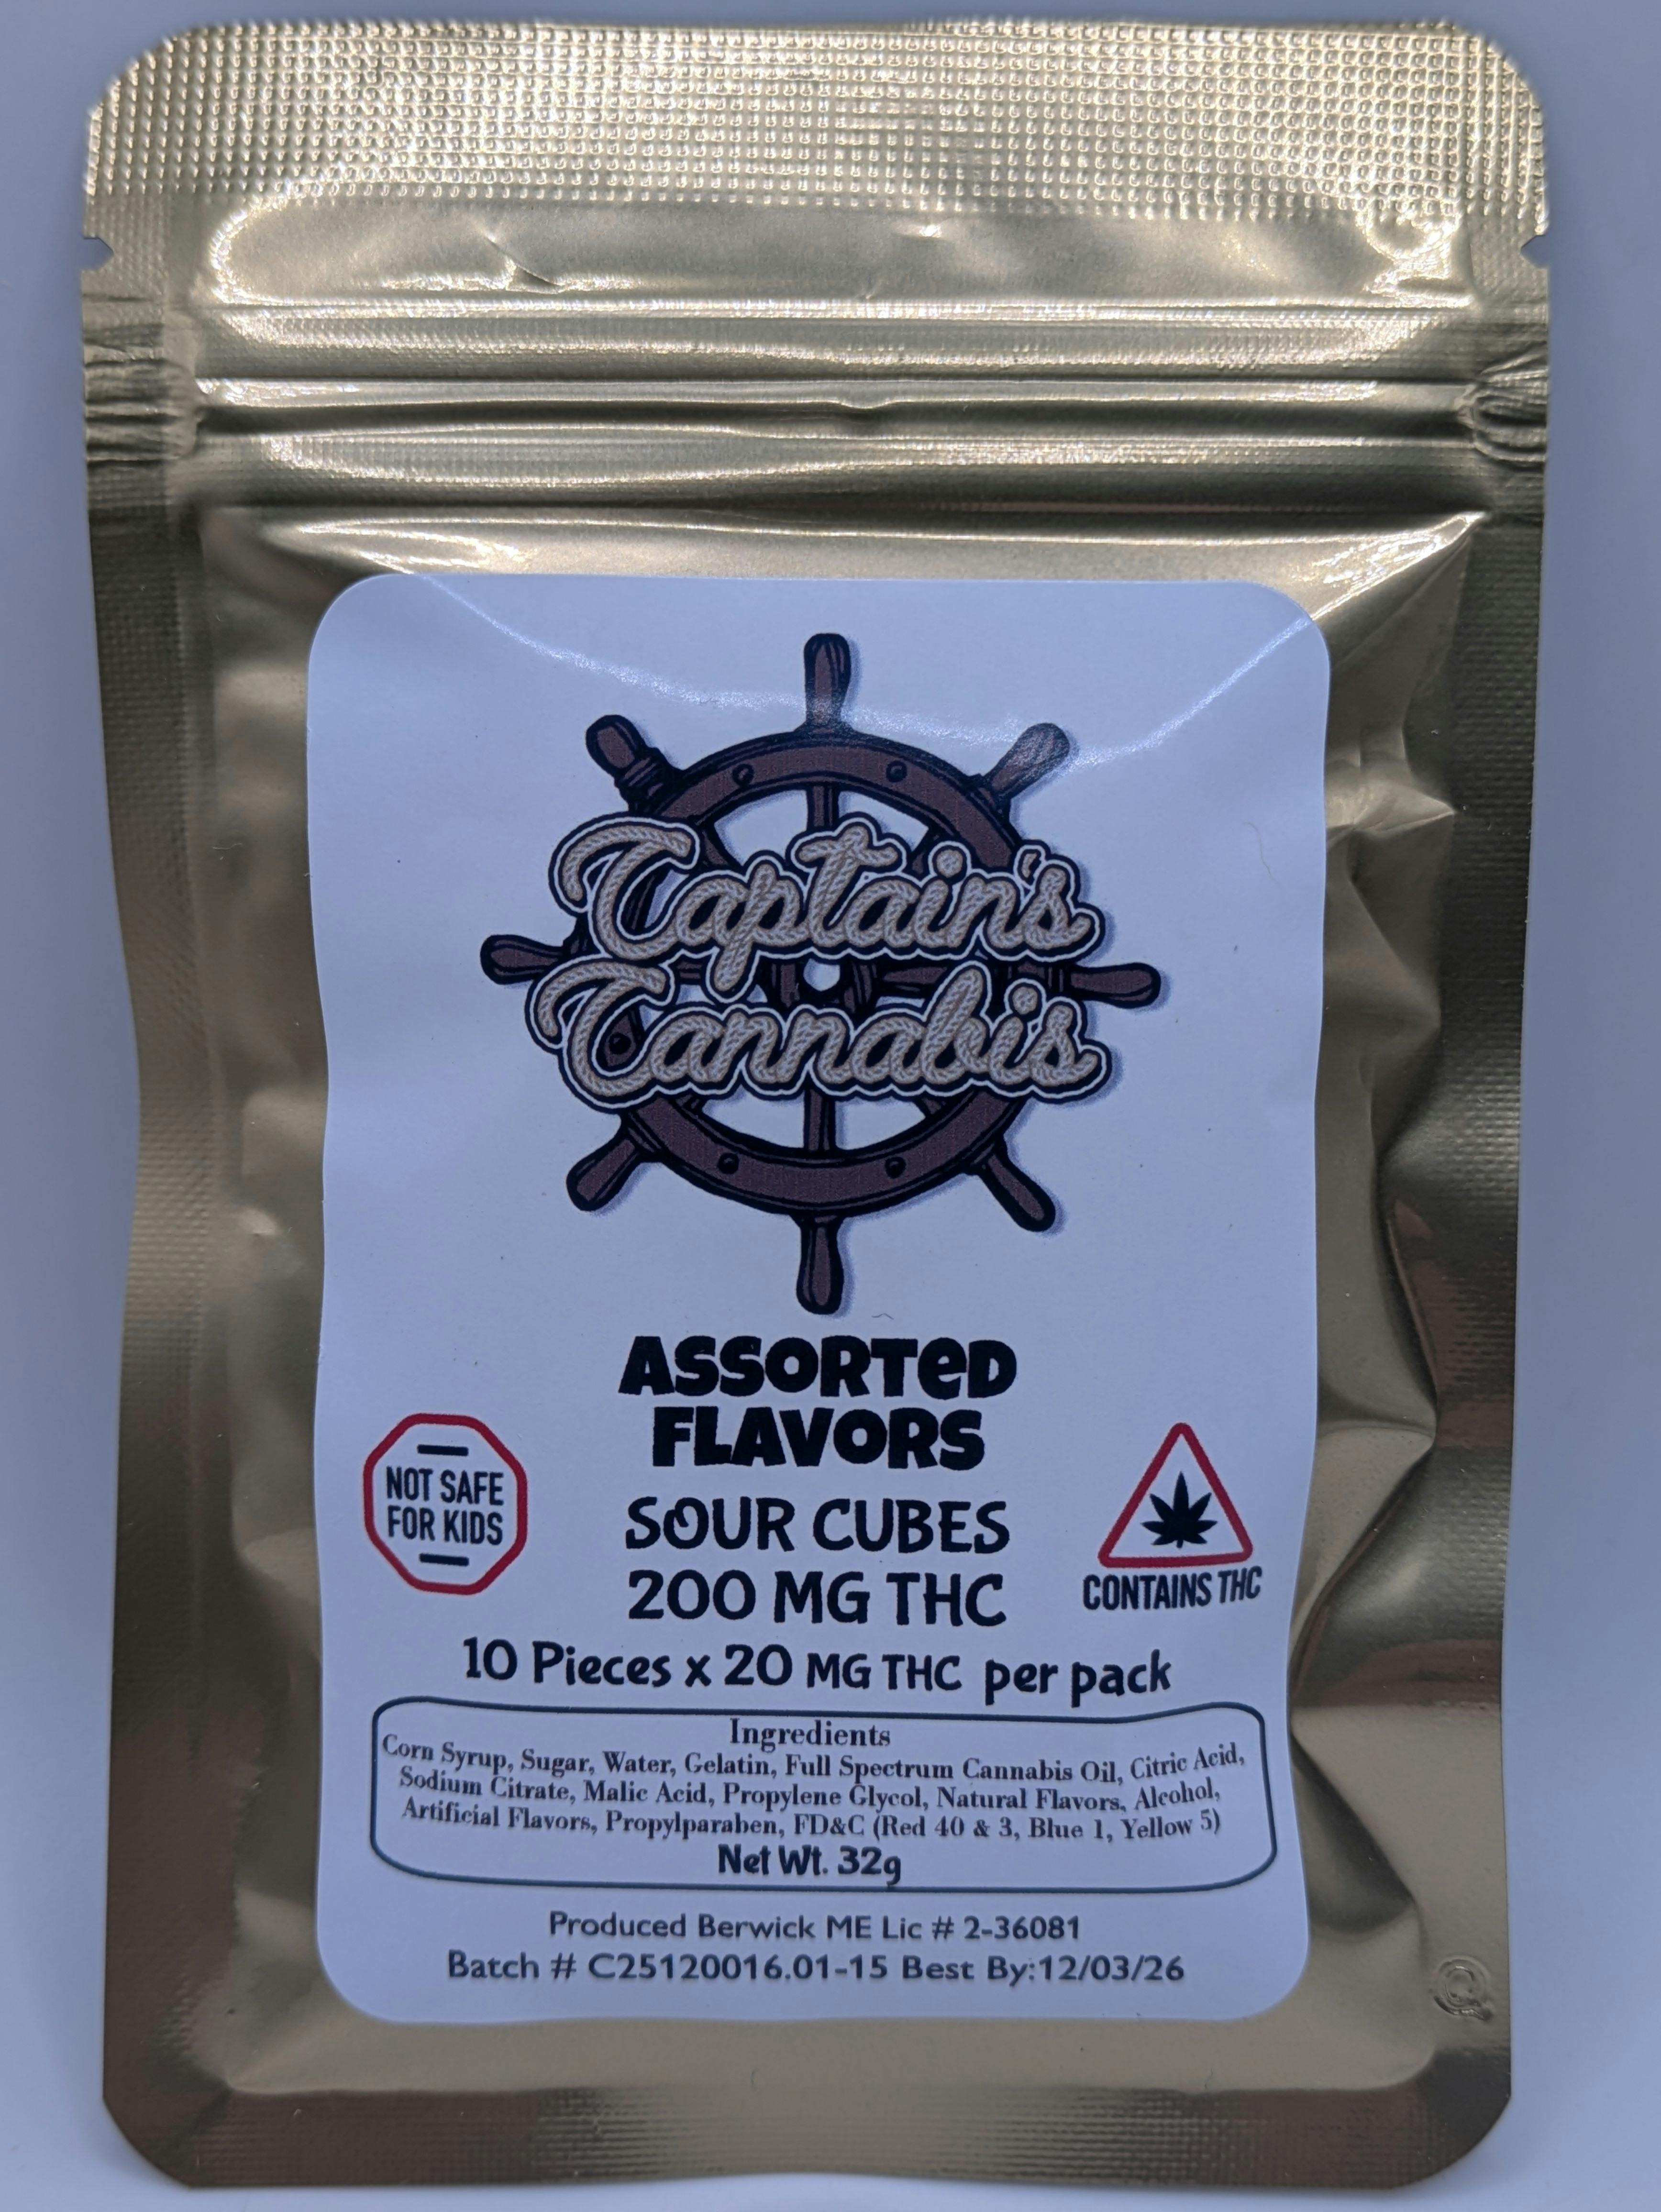 Captain's
Cannabis
ASSORTeD
FLAVORS
NOT SAFE
FOR KIDS
SOUR CUBES
200 MG THC
CONTAINS THC
10 Pieces x 20 MG THC per pack
Ingredients
Corn Syrup, Sugar, Water, Gelatin, Full Spectrum Cannabis Oil, Citric Acid,
Sodium Citrate, Malic Acid, Propylene Glycol, Natural Flavors, Alcohol,
Artificial Flavors, Propylparaben, FD&C (Red 40 & 3, Blue 1, Yellow 5)
Net Wt. 32g
Produced Berwick ME Lic # 2-36081
Batch # C25120016.01-15 Best By:12/03/26
Q